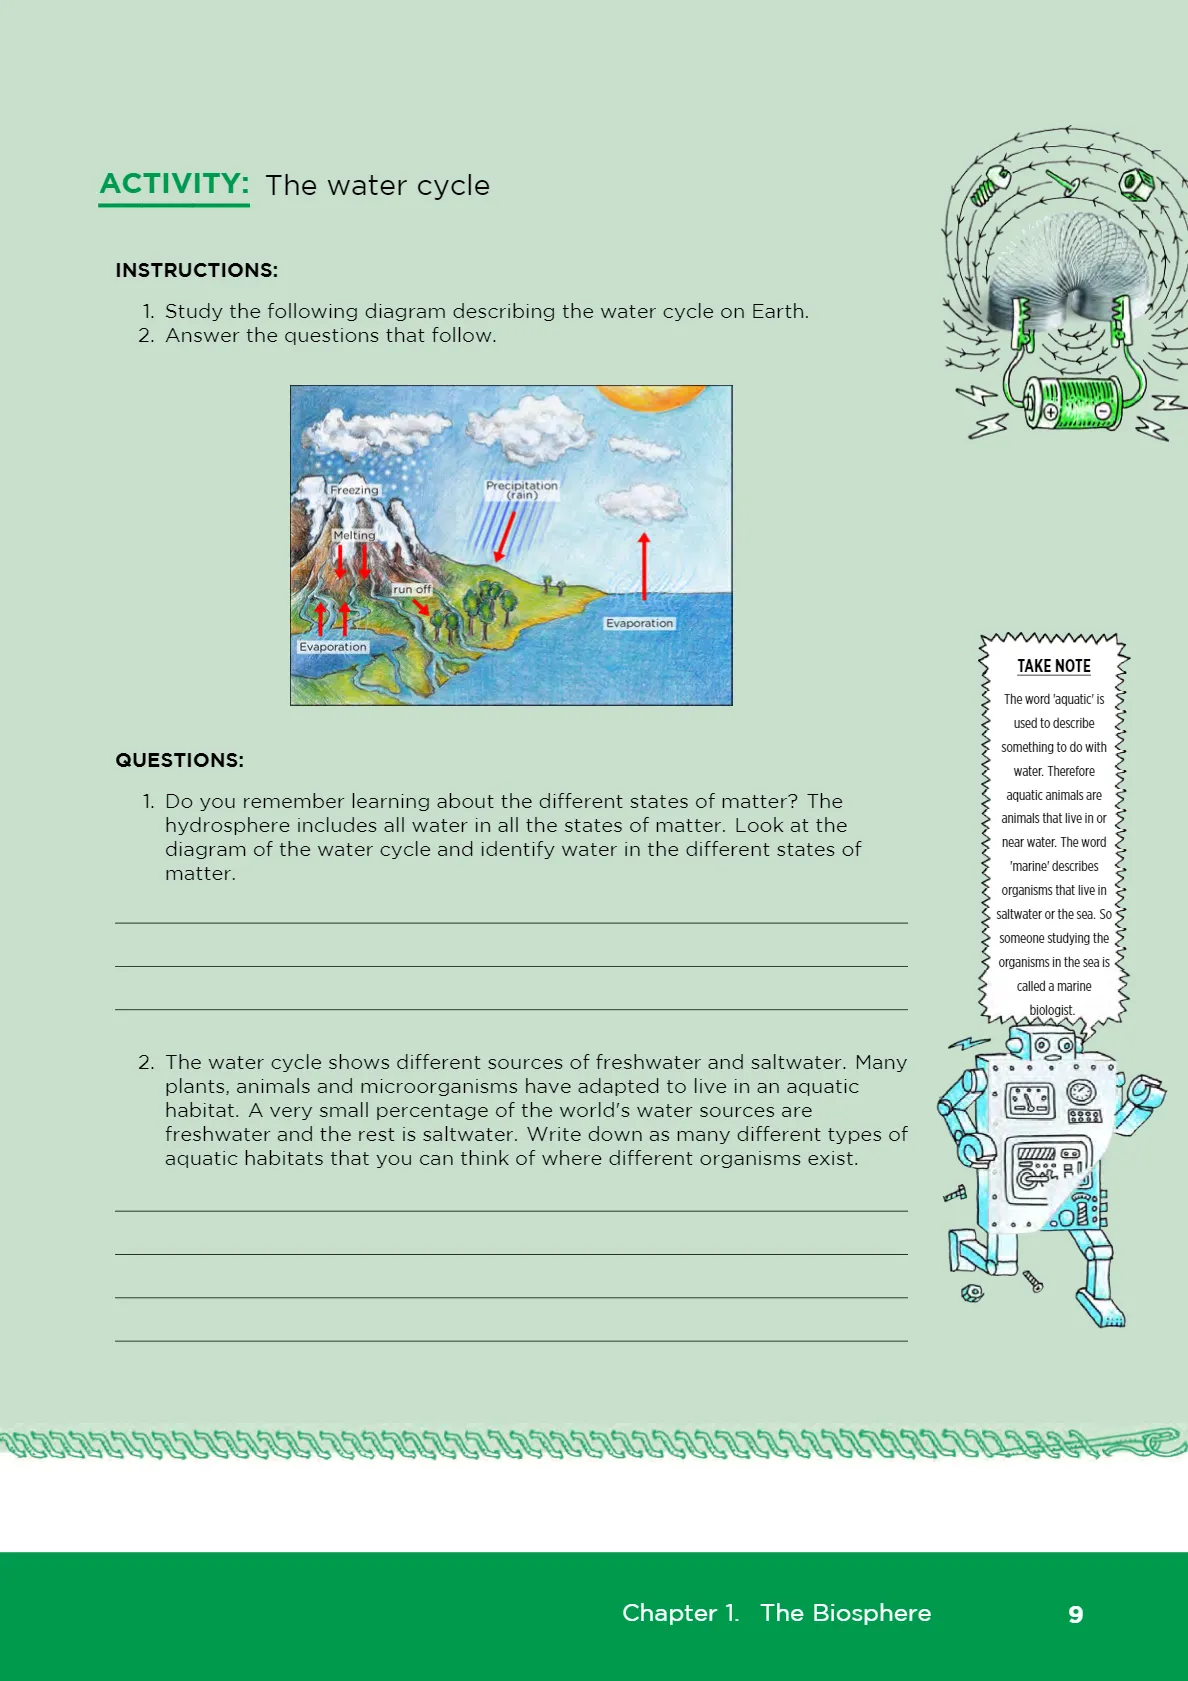 ACTIVITY: The water cycle
INSTRUCTIONS:
1. Study the following diagram describing the water cycle on Earth.
2. Answer the questions that follow.
Freezing
Precipitation
(rain)
Melting
run off
Evaporation
Evaporation
QUESTIONS:
1. Do you remember learning about the different states of matter? The
hydrosphere includes all water in all the states of matter. Look at the
diagram of the water cycle and identify water in the different states of
matter.
2. The water cycle shows different sources of freshwater and saltwater. Many
plants, animals and microorganisms have adapted to live in an aquatic
habitat. A very small percentage of the world's water sources are
freshwater and the rest is saltwater. Write down as many different types of
aquatic habitats that you can think of where different organisms exist.
TAKE NOTE
The word 'aquatic' is
used to describe
something to do with
water. Therefore
aquatic animals are
animals that live in or
near water. The word
'marine' describes
organisms that live in
saltwater or the sea. So
someone studying the
organisms in the sea is
called a marine
biologist.
Chapter 1. The Biosphere 9